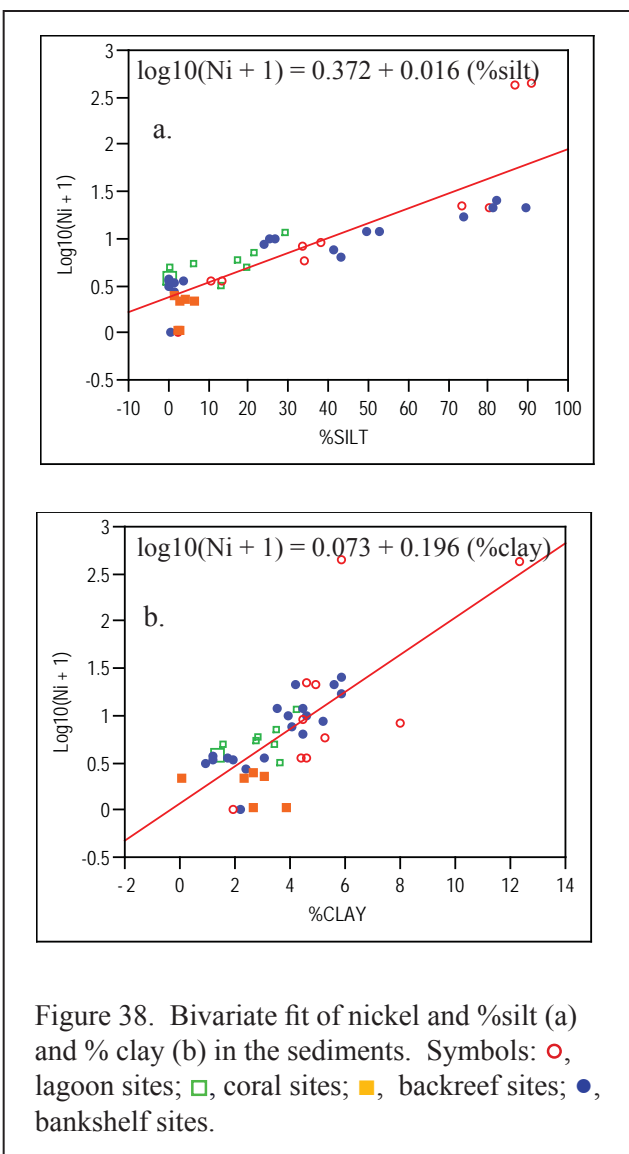 log10(Ni + 1) = 0.372 + 0.016 (%silt)
a.
Log10(Ni + 1)
3
2.5
2
1.5
1
0.5
0
-0.5
-10 0 10 20 30 40 50 60 70 80 90 100
%SILT
log10(Ni + 1) = 0.073 + 0.196 (%clay)
b.
Log10(Ni + 1)
3
2.5
2
1.5
1
0.5
0
-0.5
-2 0 2 4 6 8 10 12 14
%CLAY
Figure 38. Bivariate fit of nickel and %silt (a)
and % clay (b) in the sediments. Symbols: ○,
lagoon sites; □, coral sites; ■, backreef sites; ●,
bankshelf sites.